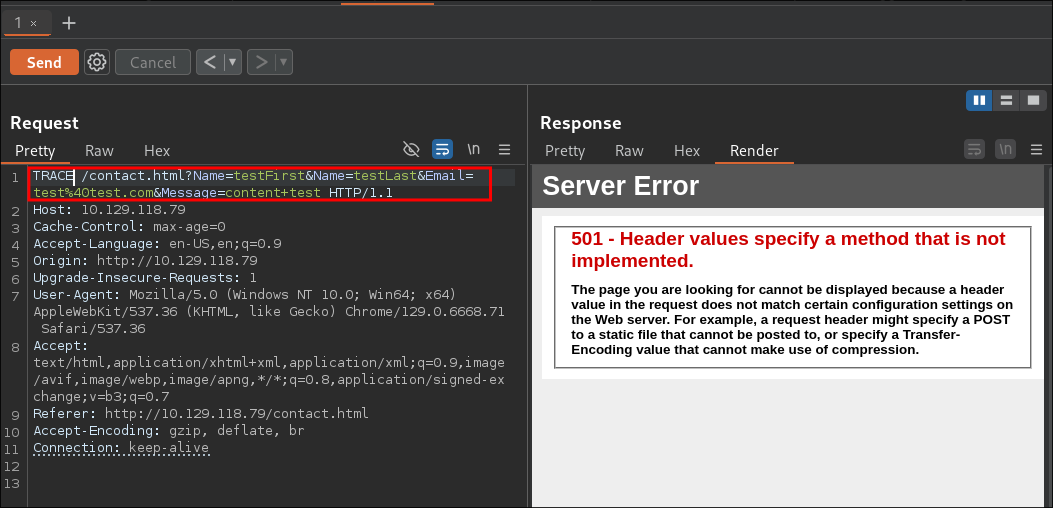 1 ×
+
Send Cancel < >
Request
Pretty Raw Hex \n
1 TRACE /contact.html?Name=testFirst&Name=testLast&Email=
test%40test.com&Message=content+test HTTP/1.1
2 Host: 10.129.118.79
3 Cache-Control: max-age=0
4 Accept-Language: en-US,en;q=0.9
5 Origin: http://10.129.118.79
6 Upgrade-Insecure-Requests: 1
7 User-Agent: Mozilla/5.0 (Windows NT 10.0; Win64; x64)
AppleWebKit/537.36 (KHTML, like Gecko) Chrome/129.0.6668.71
Safari/537.36
8 Accept:
text/html,application/xhtml+xml,application/xml;q=0.9,image
/avif,image/webp,image/apng,*/*;q=0.8,application/signed-ex
change;v=b3;q=0.7
9 Referer: http://10.129.118.79/contact.html
10 Accept-Encoding: gzip, deflate, br
11 Connection: keep-alive
12
13
Response
Pretty Raw Hex Render \n
Server Error
501 - Header values specify a method that is not
implemented.
The page you are looking for cannot be displayed because a header
value in the request does not match certain configuration settings on
the Web server. For example, a request header might specify a POST
to a static file that cannot be posted to, or specify a Transfer-
Encoding value that cannot make use of compression.